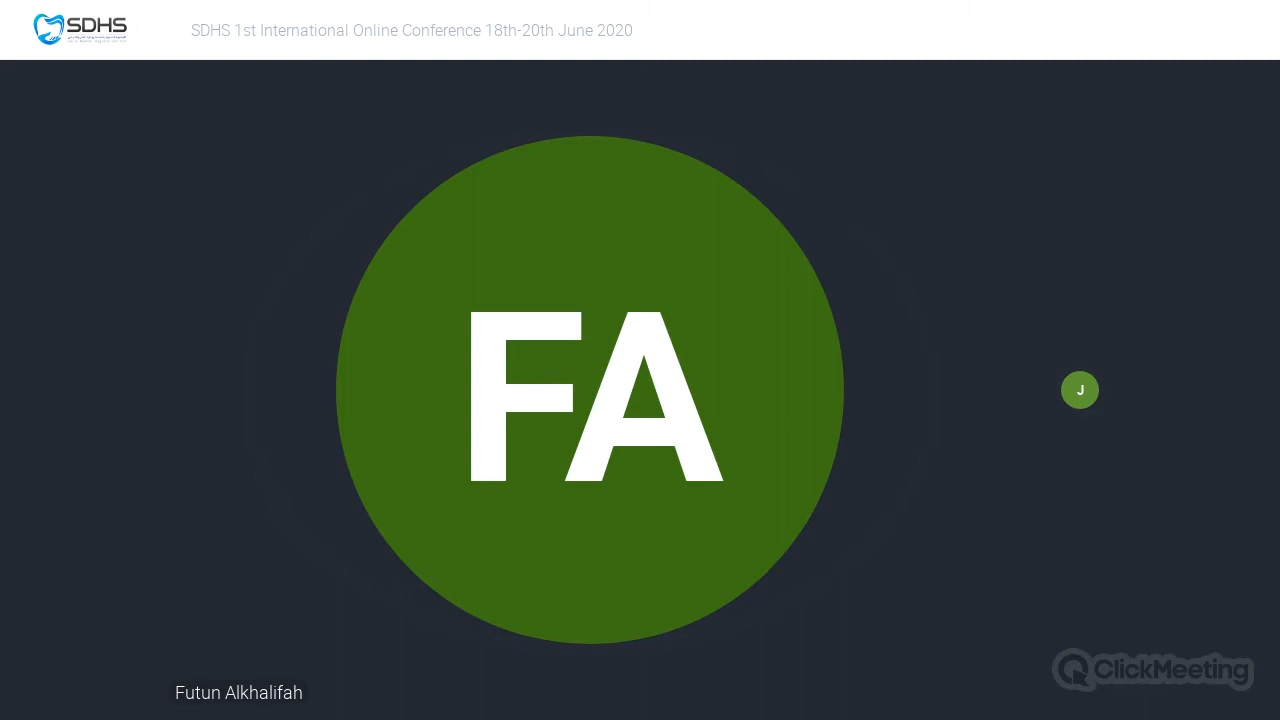 SDHS
SDHS 1st International Online Conference 18th-20th June 2020
FA
J
ClickMeeting
Futun Alkhalifah